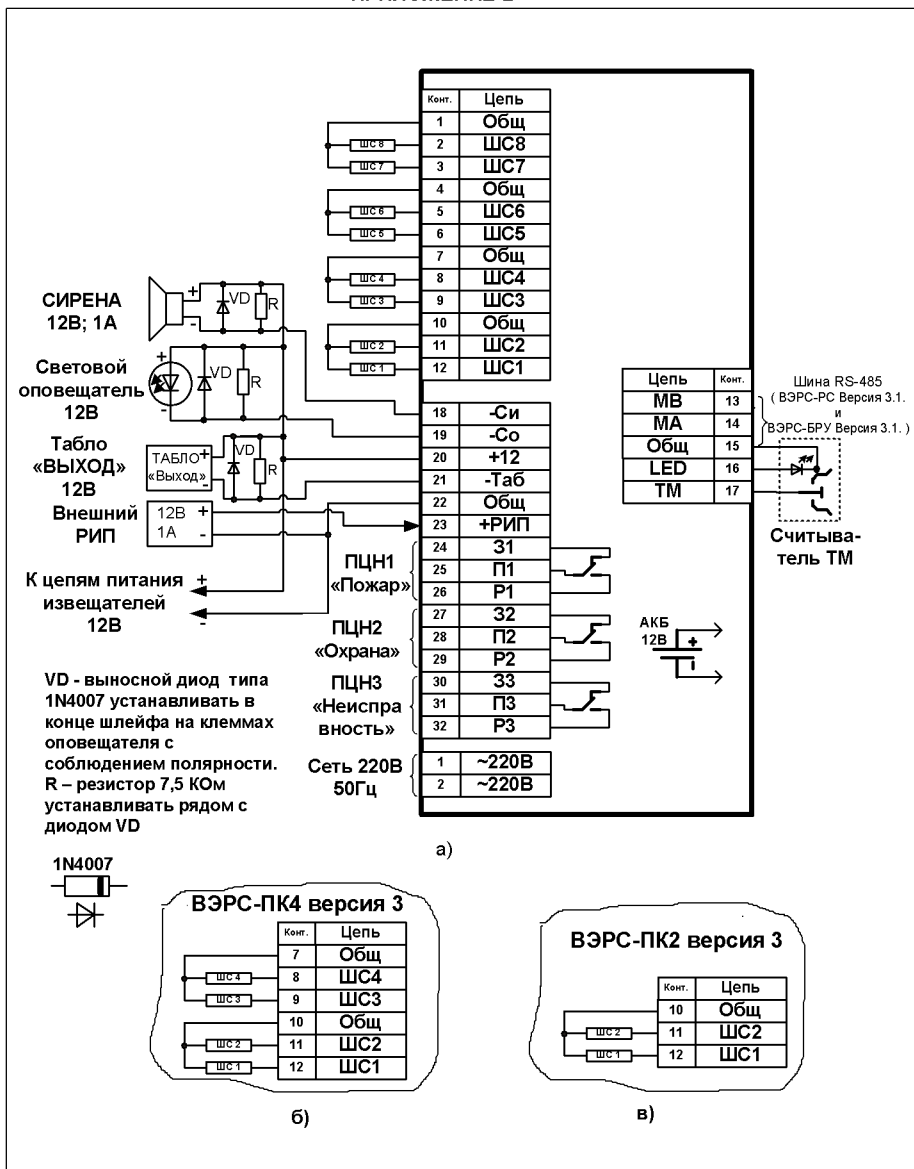 Конт. Цепь
1 Общ
ШС8 2 ШС8
ШС7 3 ШС7
4 Общ
ШС6 5 ШС6
ШС5 6 ШС5
7 Общ
ШС4 8 ШС4
ШС3 9 ШС3
10 Общ
ШС2 11 ШС2
ШС1 12 ШС1
18 -Си
19 -Со
20 +12
21 -Таб
22 Общ
23 +РИП
24 З1
25 П1
26 Р1
27 З2
28 П2
29 Р2
30 З3
31 П3
32 Р3
1 ~220В
2 ~220В
СИРЕНА
12В; 1А
+
-
VD
R
Световой
оповещатель
12В
+
-
VD
R
Табло
«ВЫХОД»
12В
ТАБЛО +
«Выход» -
VD
R
Внешний
РИП
12В +
1А -
К цепям питания
извещателей
12В
+
-
ПЦН1
«Пожар»
ПЦН2
«Охрана»
ПЦН3
«Неиспра
вность»
Сеть 220В
50Гц
Цепь Конт.
МВ 13
МА 14
Общ 15
LED 16
ТМ 17
Шина RS-485
( ВЭРС-РС Версия 3.1.
и
ВЭРС-БРУ Версия 3.1. )
Считыва-
тель ТМ
АКБ
12В
+
-
VD - выносной диод типа
1N4007 устанавливать в
конце шлейфа на клеммах
оповещателя с
соблюдением полярности.
R – резистор 7,5 КОм
устанавливать рядом с
диодом VD
1N4007
а)
ВЭРС-ПК4 версия 3
Конт. Цепь
7 Общ
ШС4 8 ШС4
ШС3 9 ШС3
10 Общ
ШС2 11 ШС2
ШС1 12 ШС1
б)
ВЭРС-ПК2 версия 3
Конт. Цепь
10 Общ
ШС2 11 ШС2
ШС1 12 ШС1
в)